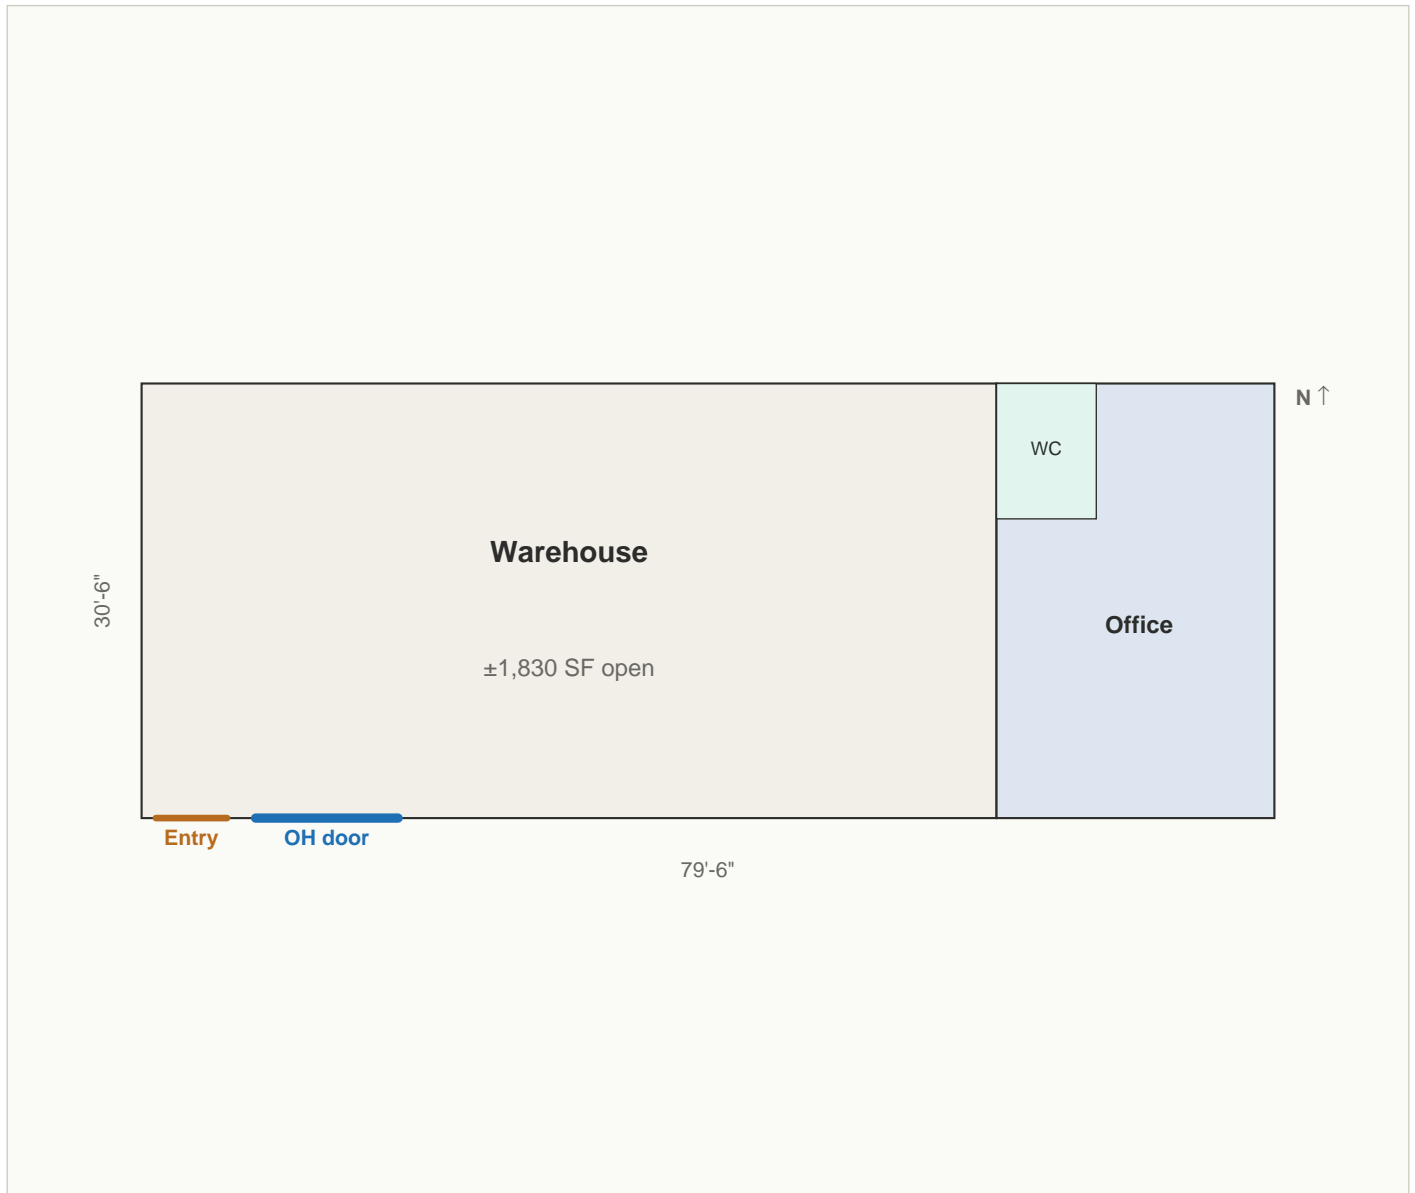 N ↑
WC
Warehouse
30'-6"
Office
±1,830 SF open
Entry
OH door
79'-6"